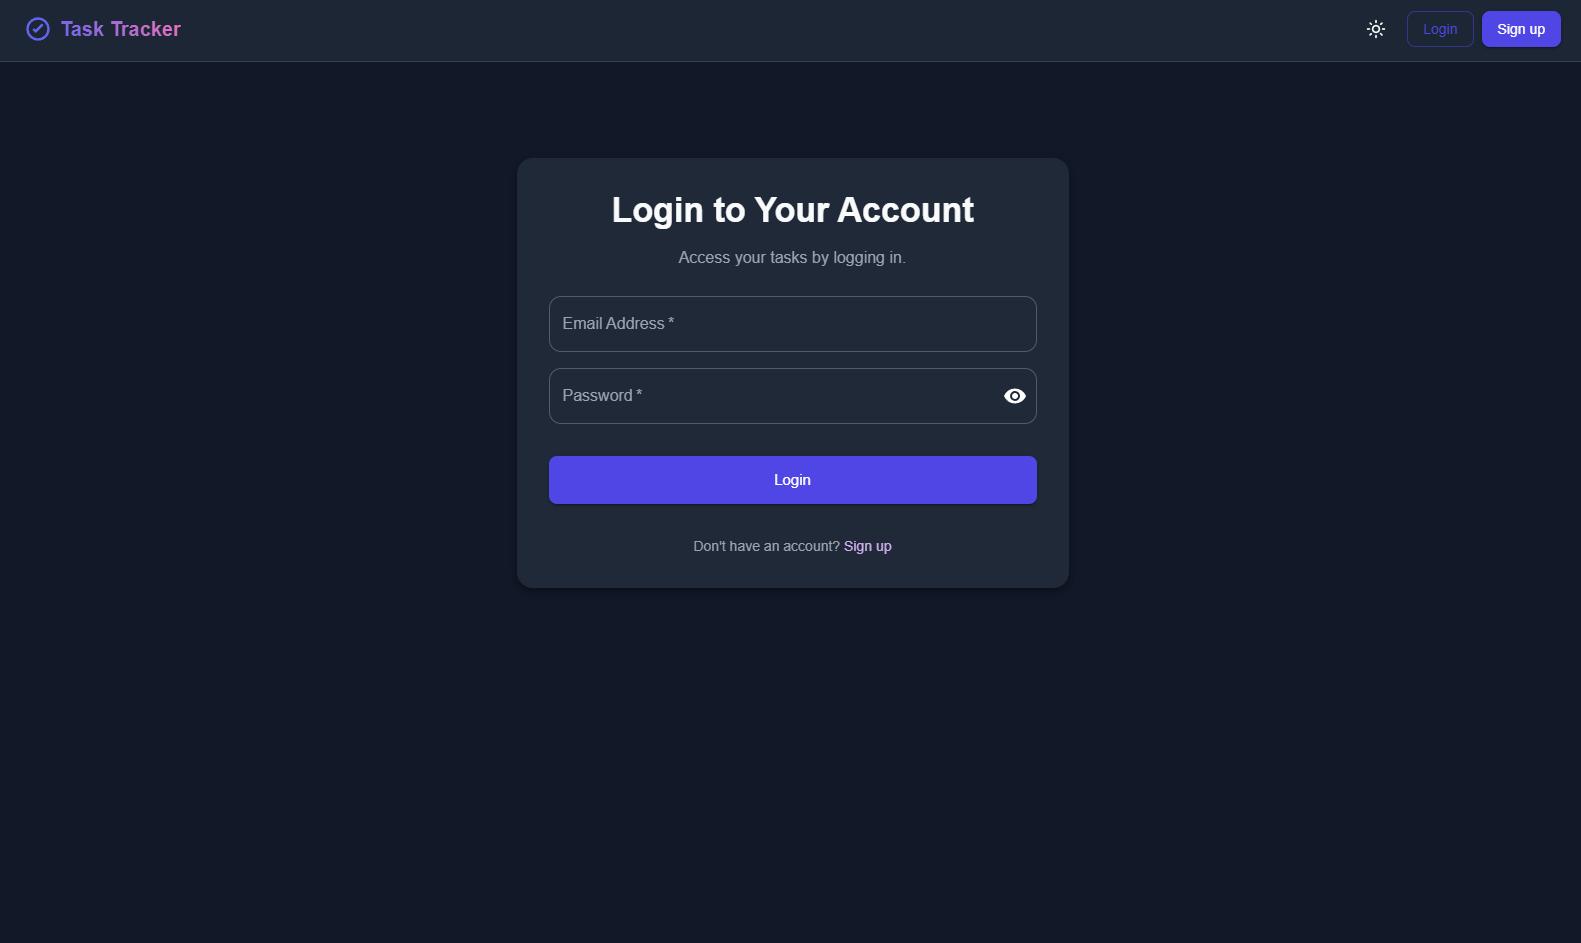 Task Tracker
Login
Sign up
Login to Your Account
Access your tasks by logging in.
Email Address *
Password *
Login
Don't have an account? Sign up